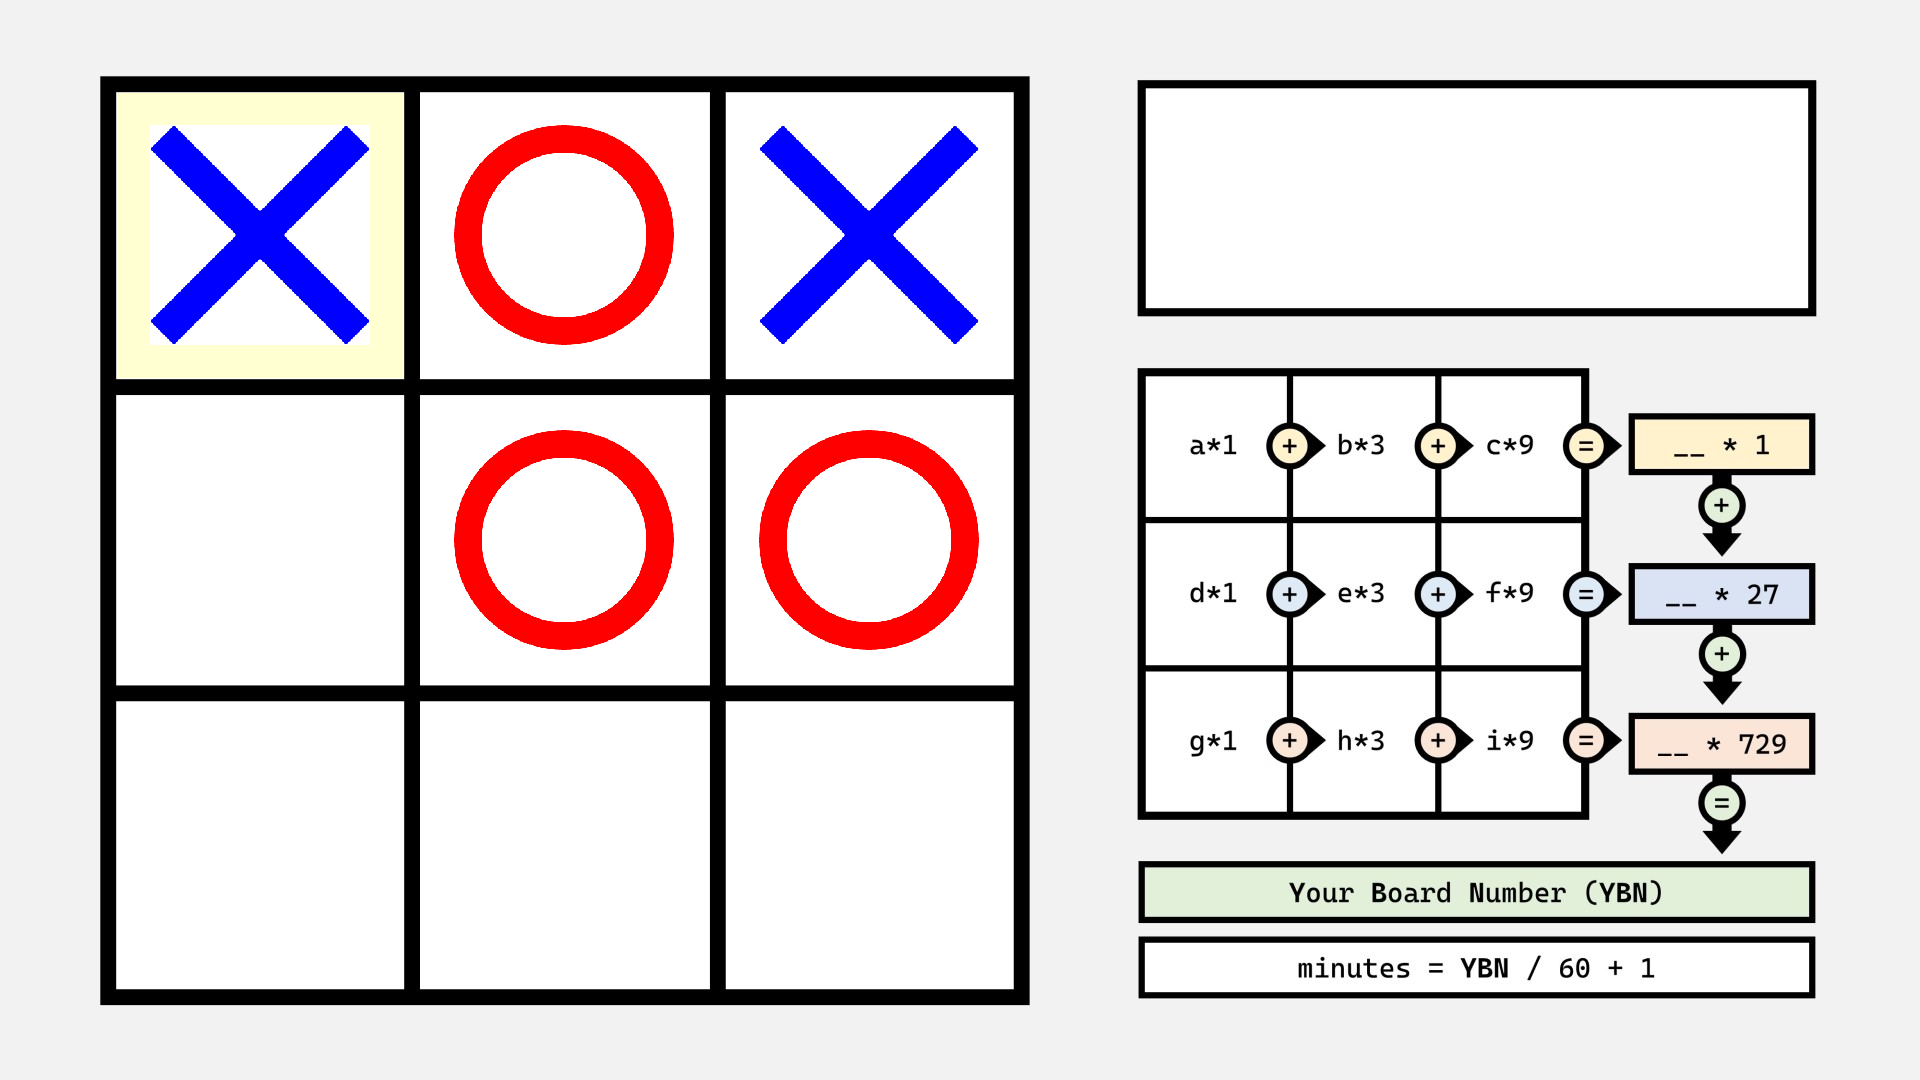 a*1 + b*3 + c*9 = __ * 1
+
d*1 + e*3 + f*9 = __ * 27
+
g*1 + h*3 + i*9 = __ * 729
=
Your Board Number (YBN)
minutes = YBN / 60 + 1